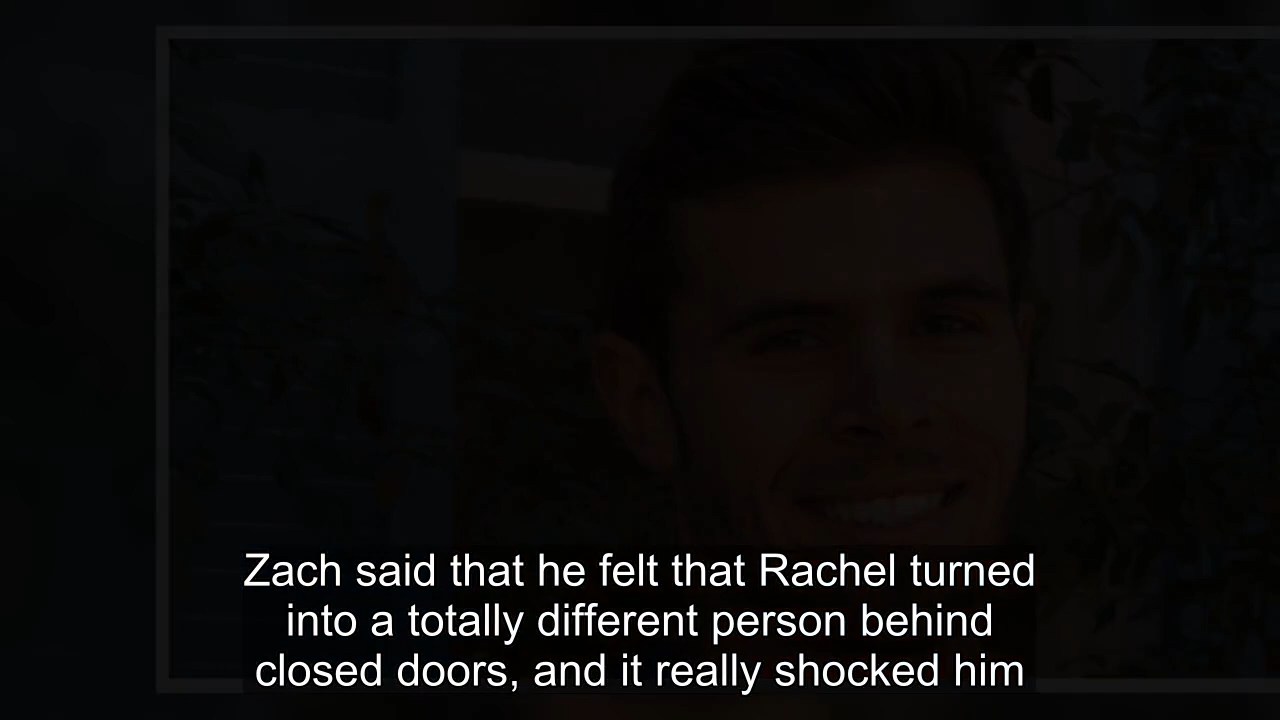 Zach said that he felt that Rachel turned
into a totally different person behind
closed doors, and it really shocked him